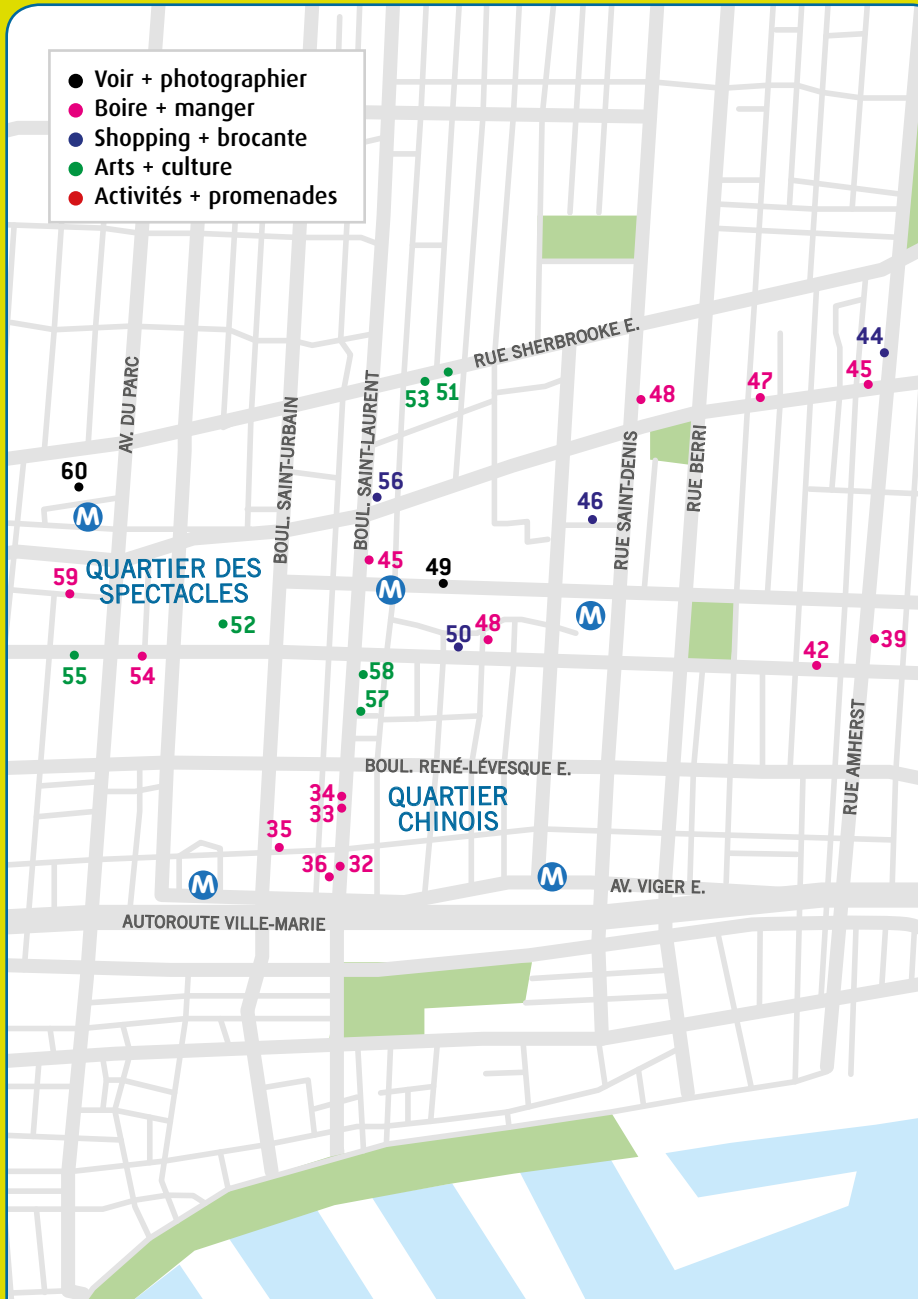 Voir + photographier
Boire + manger
Shopping + brocante
Arts + culture
Activités + promenades
RUE SHERBROOKE E.
44
45
47
48
53
51
AV. DU PARC
BOUL. SAINT-URBAIN
BOUL. SAINT-LAURENT
RUE SAINT-DENIS
RUE BERRI
60
M
56
46
45
49
M
QUARTIER DES
SPECTACLES
59
52
M
50
48
39
42
55
54
58
57
RUE AMHERST
BOUL. RENÉ-LÉVESQUE E.
34
33
QUARTIER
CHINOIS
35
36
32
M
M
AV. VIGER E.
AUTOROUTE VILLE-MARIE